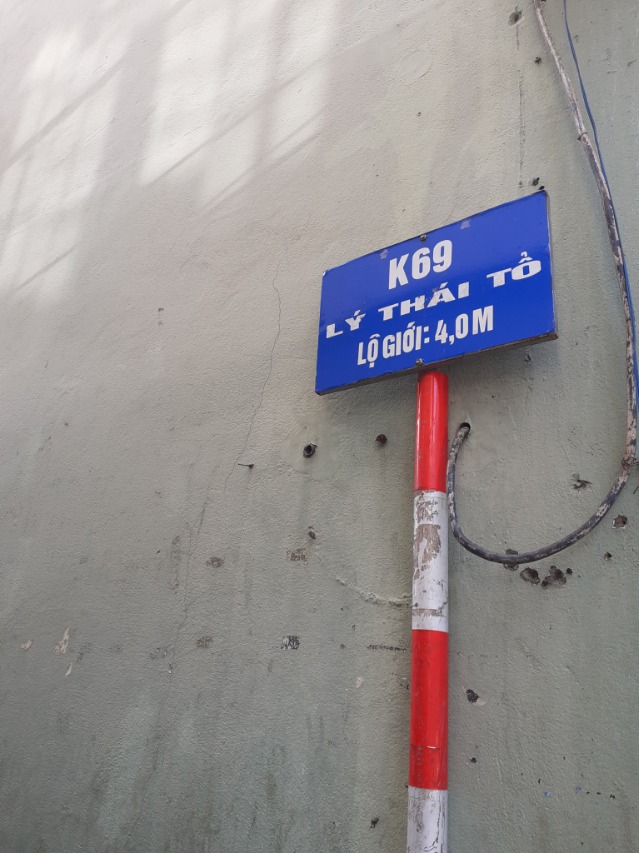 K69
LÝ THÁI TỔ
LỘ GIỚI: 4,0M